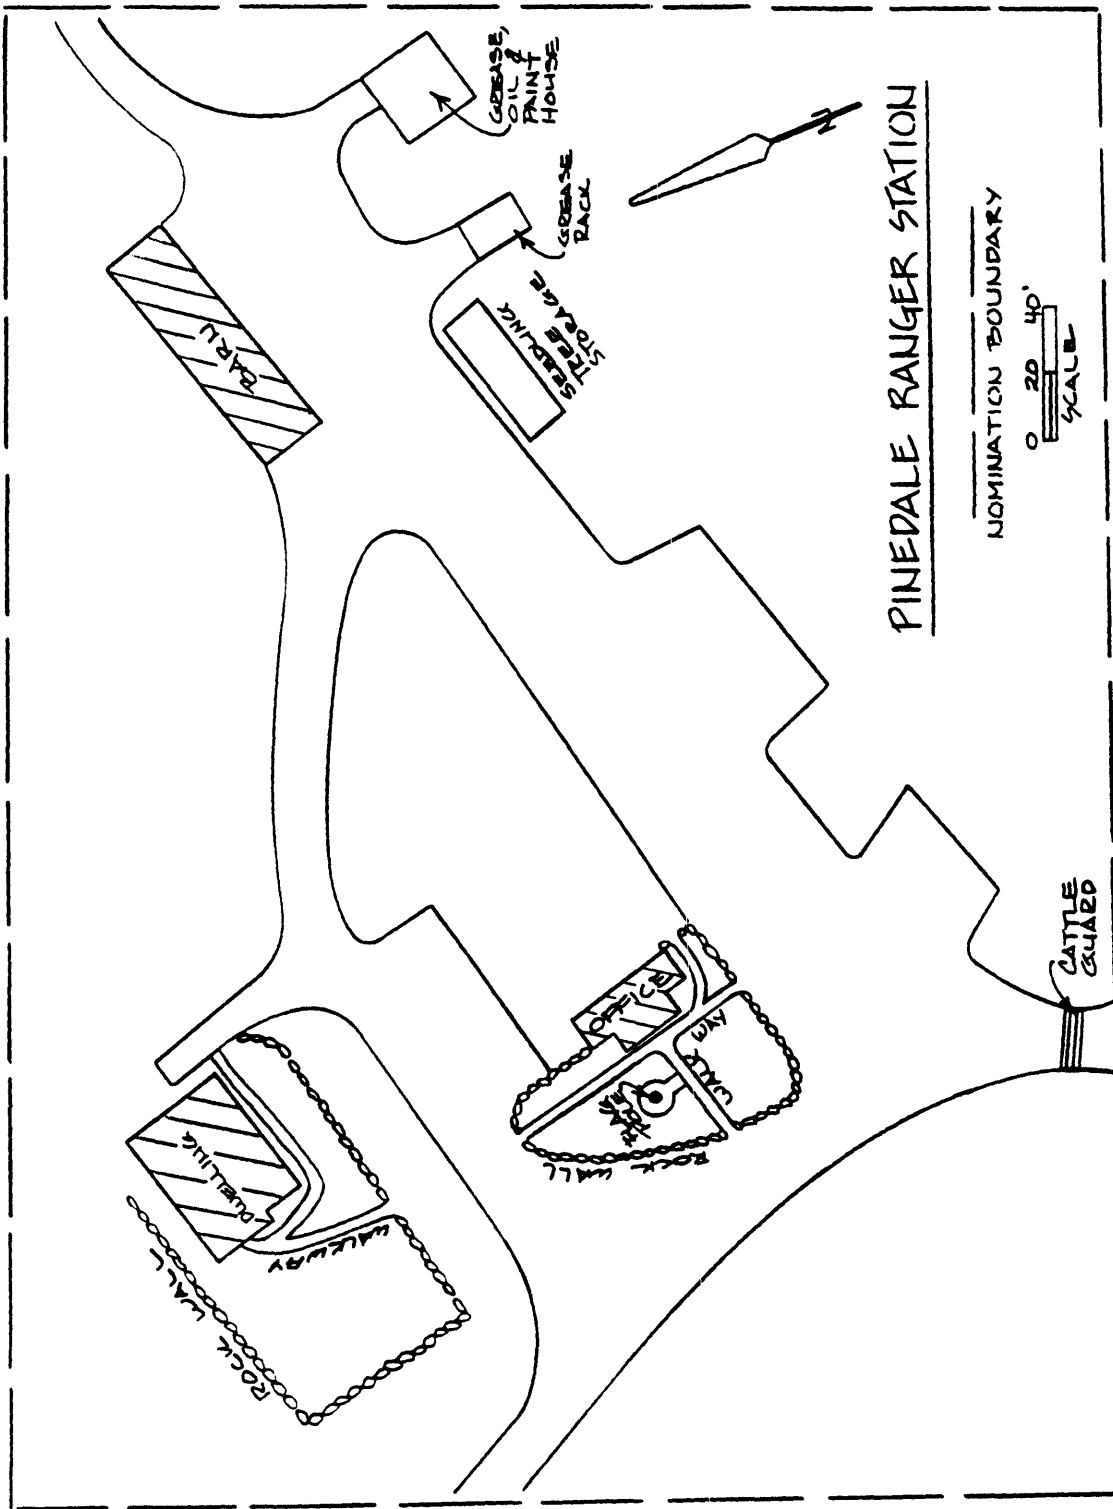 GREASE,
OIL &
PAINT
HOUSE
GREASE
RACK
SEEDLING
TREE
STORAGE
BARN
N
PINEDALE RANGER STATION
NOMINATION BOUNDARY
0 20 40'
SCALE
CATTLE
GUARD
OFFICE
WALK WAY
FLAG
POLE
ROCK WALL
DWELLING
WALKWAY
ROCK WALL